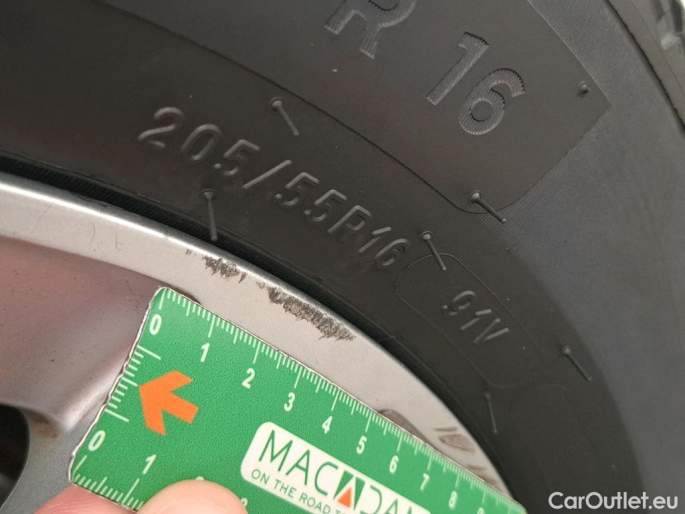 R 16
205/55R16 91V
0 1 2 3 4 5 6 7 8 9
0 1
MACADAM
ON THE ROAD T
CarOutlet.eu